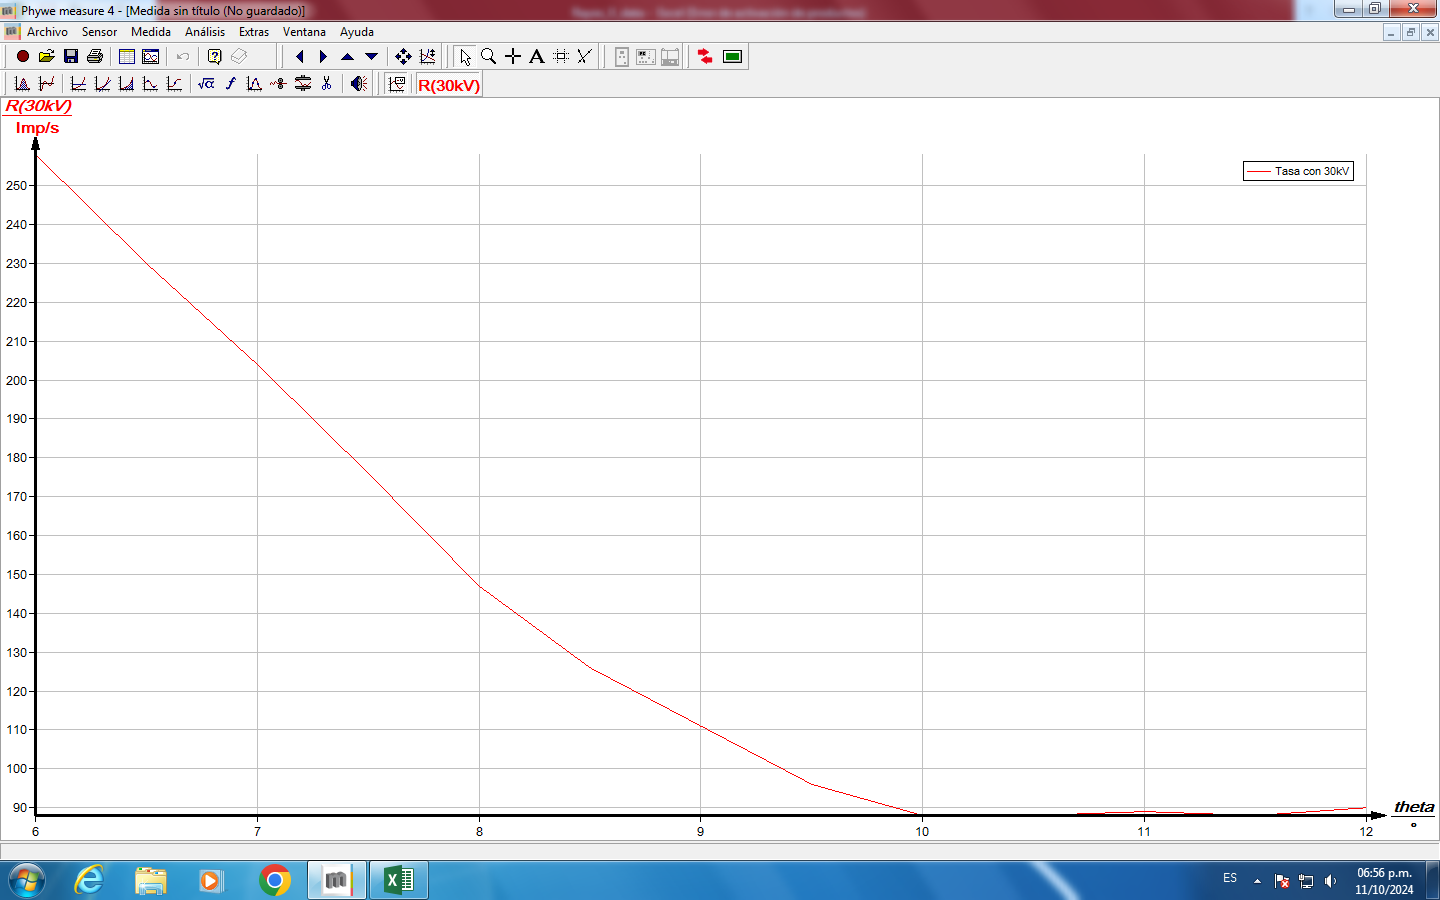 Phywe measure 4 - [Medida sin título (No guardado)]
Archivo Sensor Medida Análisis Extras Ventana Ayuda
R(30kV)
R(30kV)
Imp/s
Tasa con 30kV
250
240
230
220
210
200
190
180
170
160
150
140
130
120
110
100
90
theta
°
6 7 8 9 10 11 12
ES
06:56 p.m.
11/10/2024